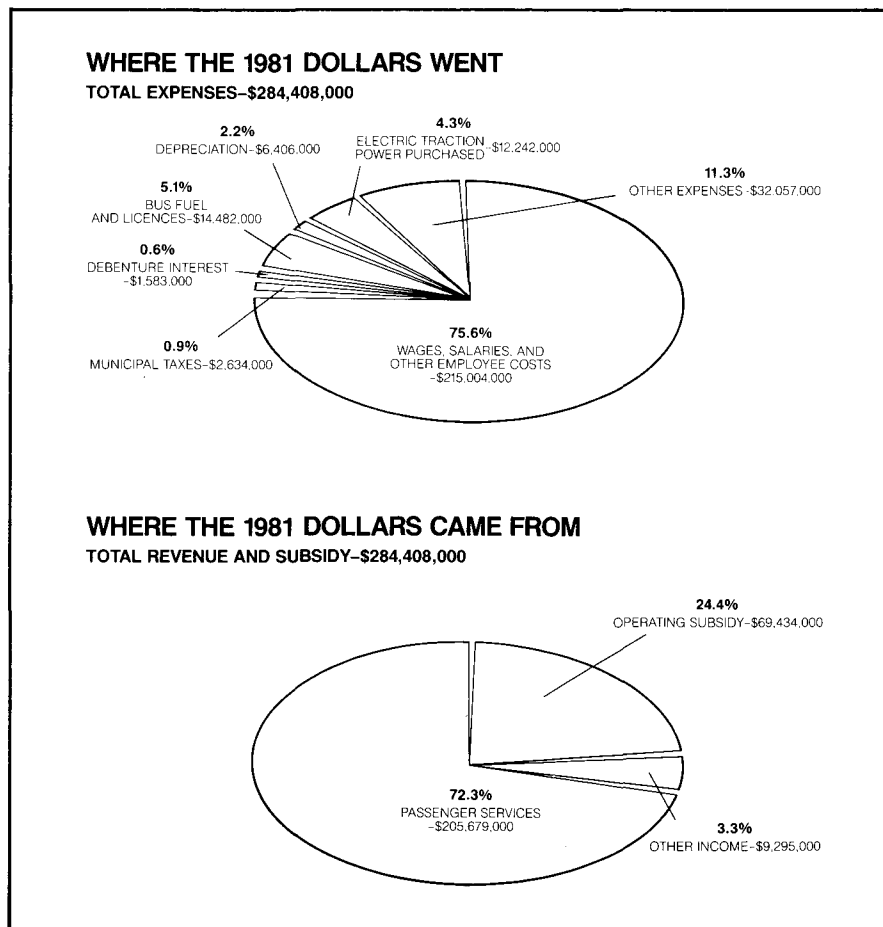 WHERE THE 1981 DOLLARS WENT
TOTAL EXPENSES–$284,408,000
4.3%
ELECTRIC TRACTION
POWER PURCHASED–$12,242,000
2.2%
DEPRECIATION–$6,406,000
11.3%
OTHER EXPENSES–$32,057,000
5.1%
BUS FUEL
AND LICENCES–$14,482,000
0.6%
DEBENTURE INTEREST
–$1,583,000
0.9%
MUNICIPAL TAXES–$2,634,000
75.6%
WAGES, SALARIES, AND
OTHER EMPLOYEE COSTS
–$215,004,000
WHERE THE 1981 DOLLARS CAME FROM
TOTAL REVENUE AND SUBSIDY–$284,408,000
24.4%
OPERATING SUBSIDY–$69,434,000
72.3%
PASSENGER SERVICES
–$205,679,000
3.3%
OTHER INCOME–$9,295,000